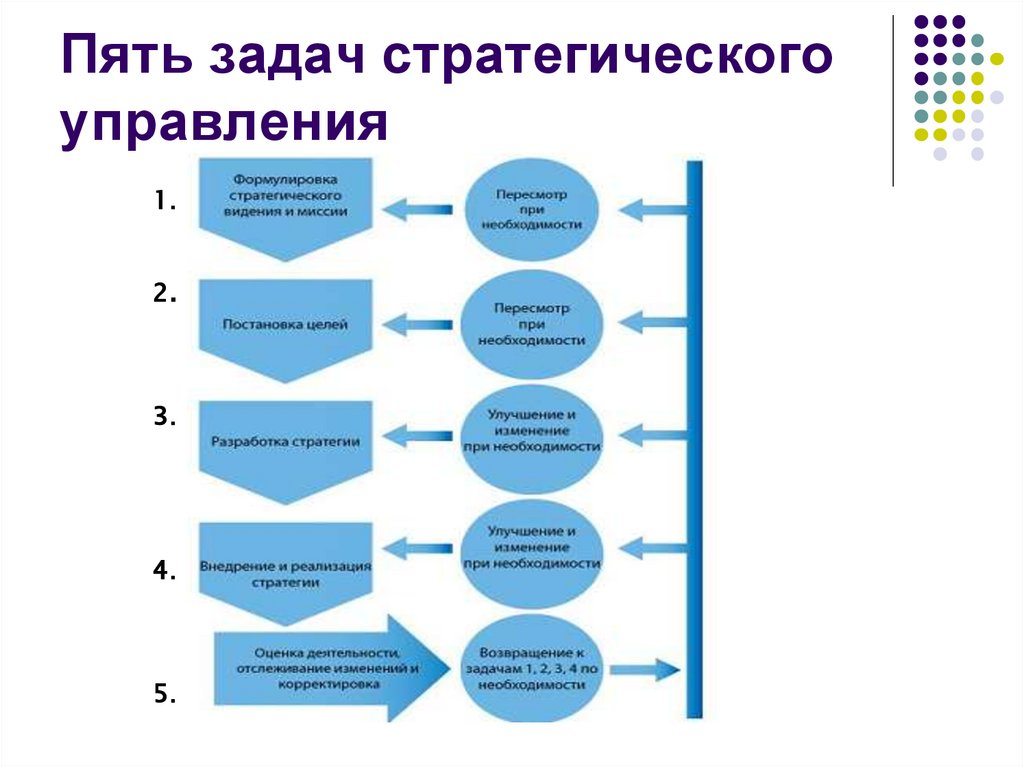 Пять задач стратегического
управления
1.
Формулировка
стратегического
видения и миссии
Пересмотр
при
необходимости
2.
Постановка целей
Пересмотр
при
необходимости
3.
Разработка стратегии
Улучшение и
изменение
при необходимости
4.
Внедрение и реализация
стратегии
Улучшение и
изменение
при необходимости
5.
Оценка деятельности,
отслеживание изменений и
корректировка
Возвращение к
задачам 1, 2, 3, 4 по
необходимости